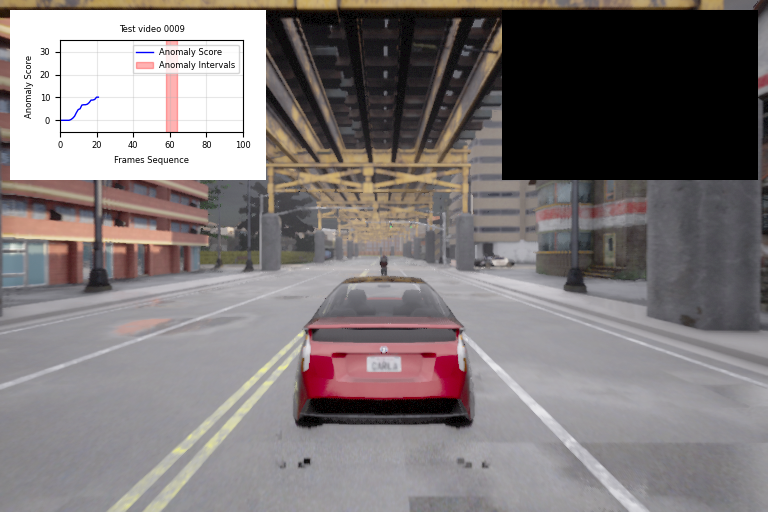 Test video 0009
Anomaly Score
Anomaly Intervals
Anomaly Score
30
20
10
0
0 20 40 60 80 100
Frames Sequence
CARLA